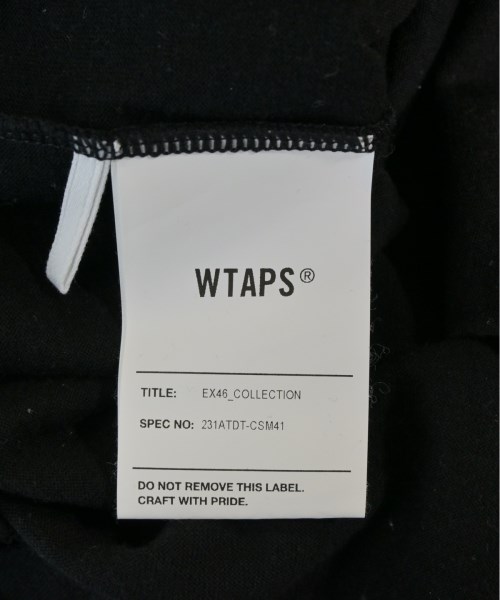 WTAPS®
TITLE: EX46_COLLECTION
SPEC NO: 231ATDT-CSM41
DO NOT REMOVE THIS LABEL.
CRAFT WITH PRIDE.